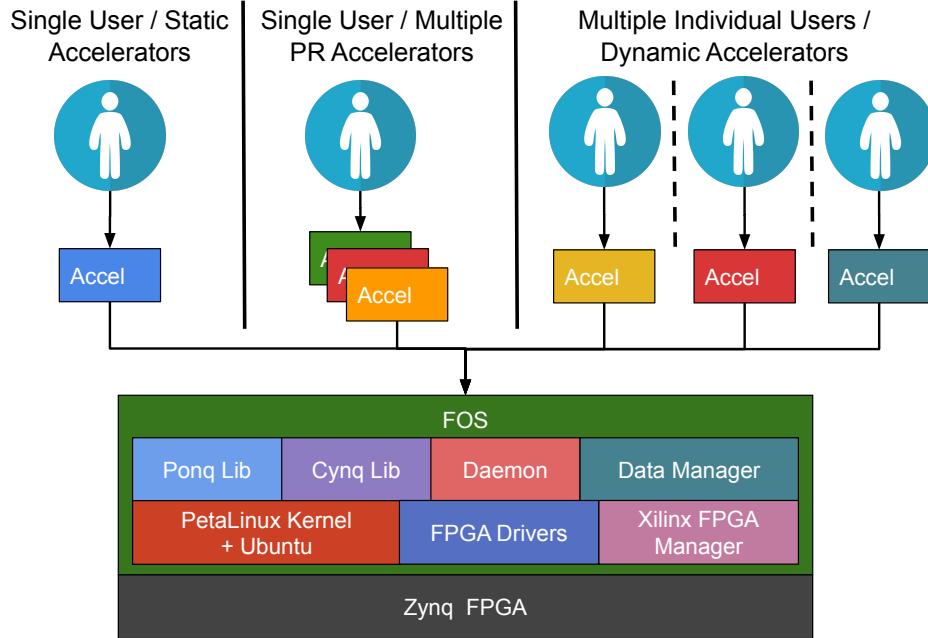 Single User / Static
Accelerators
Single User / Multiple
PR Accelerators
Multiple Individual Users /
Dynamic Accelerators
Accel
A
A
Accel
Accel
Accel
Accel
FOS
Ponq Lib
Cynq Lib
Daemon
Data Manager
PetaLinux Kernel
+ Ubuntu
FPGA Drivers
Xilinx FPGA
Manager
Zynq FPGA